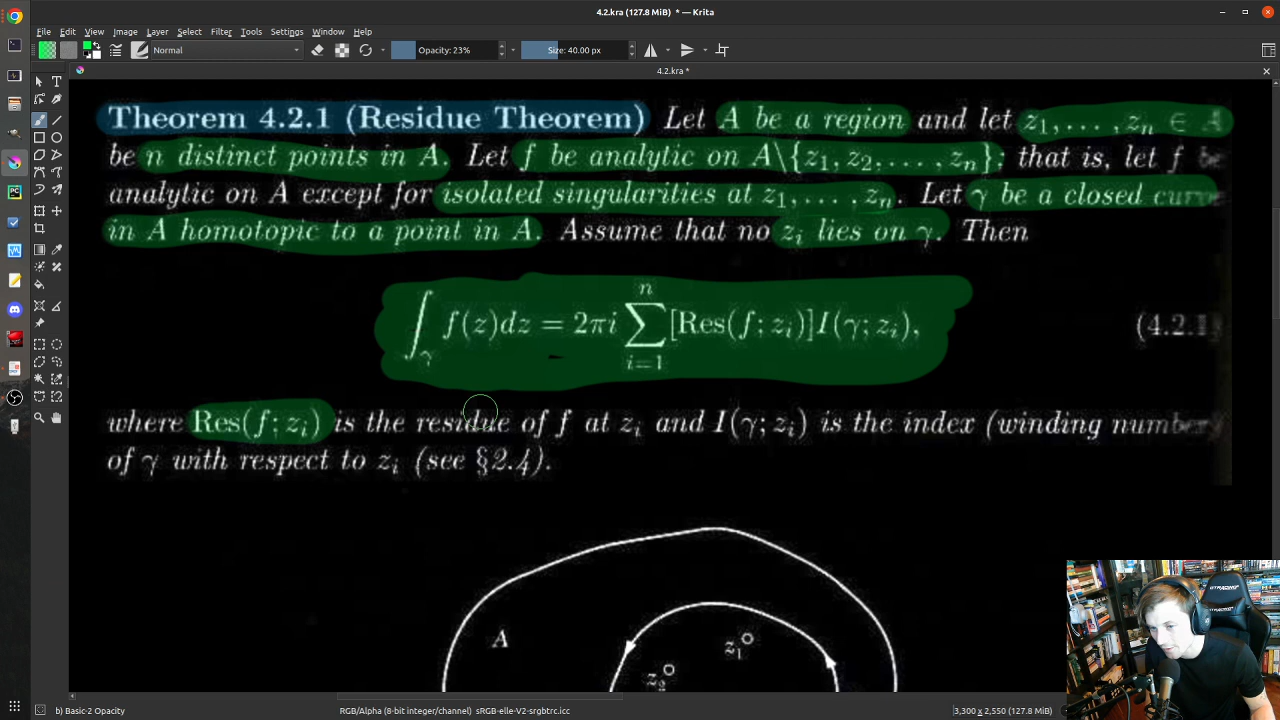 4.2.kra (127.8 MiB) * — Krita
File Edit View Image Layer Select Filter Tools Settings Window Help
Normal Opacity: 23% Size: 40.00 px
4.2.kra *
Theorem 4.2.1 (Residue Theorem) Let A be a region and let z₁, . . . , zₙ ∈ A
be n distinct points in A. Let f be analytic on A\{z₁, z₂, . . . , zₙ}; that is, let f be
analytic on A except for isolated singularities at z₁, . . . , zₙ. Let γ be a closed curve
in A homotopic to a point in A. Assume that no zᵢ lies on γ. Then
∫_γ f(z)dz = 2πi ∑_{i=1}^{n} [Res(f; zᵢ)]I(γ; zᵢ), (4.2.1)
where Res(f; zᵢ) is the residue of f at zᵢ and I(γ; zᵢ) is the index (winding number)
of γ with respect to zᵢ (see §2.4).
A
z₁
z₂
b) Basic-2 Opacity RGB/Alpha (8-bit integer/channel) sRGB-elle-V2-srgbtrc.icc 3,300 x 2,550 (127.8 MiB)